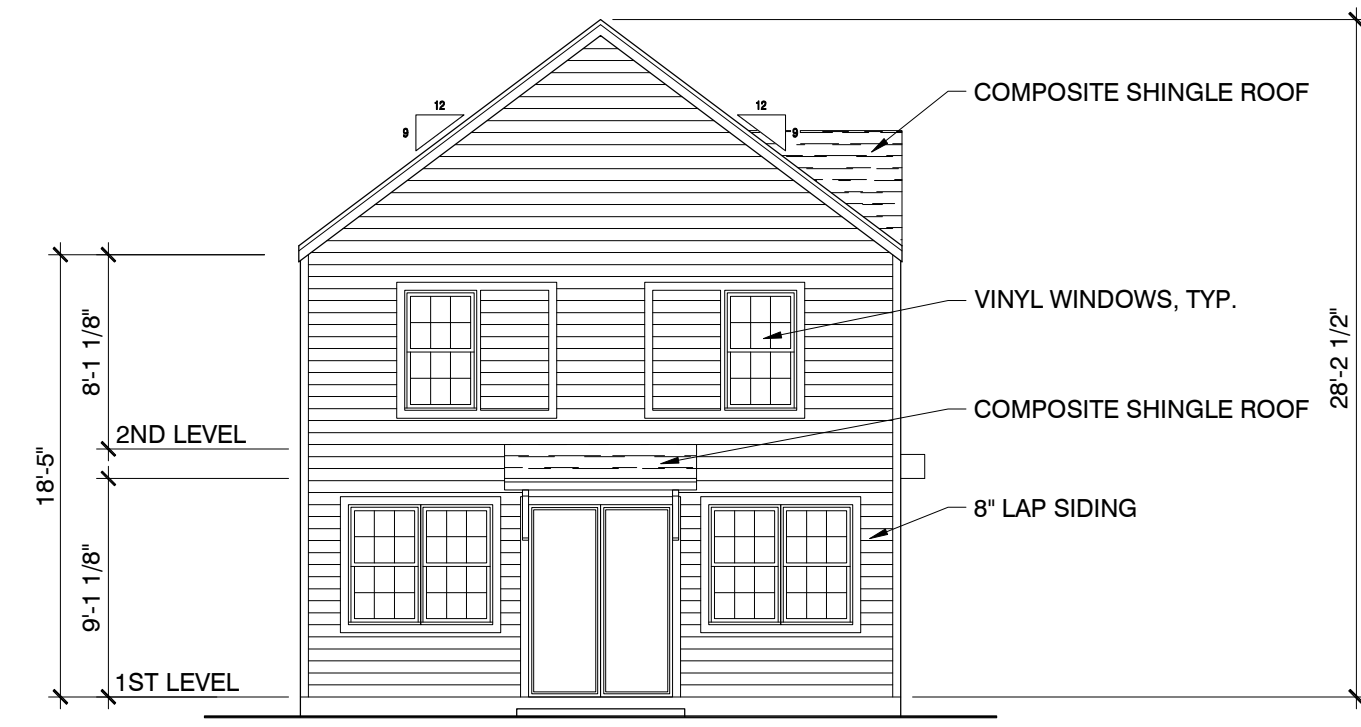 COMPOSITE SHINGLE ROOF
12
9
12
9
VINYL WINDOWS, TYP.
8'-1 1/8"
28'-2 1/2"
COMPOSITE SHINGLE ROOF
2ND LEVEL
18'-5"
8" LAP SIDING
9'-1 1/8"
1ST LEVEL